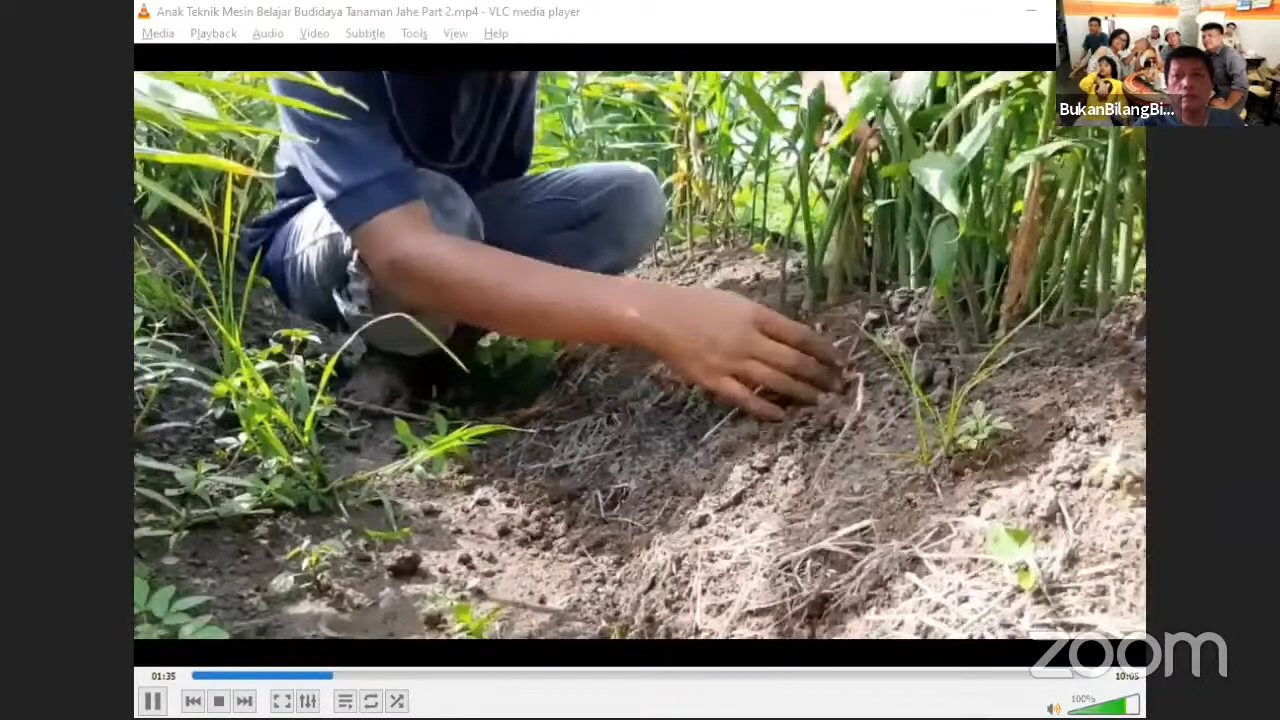 Anak Teknik Mesin Belajar Budidaya Tanaman Jahe Part 2.mp4 - VLC media player
Media Playback Audio Video Subtitle Tools View Help
BukanBilangBi...
zoom
01:35
10:05
100%